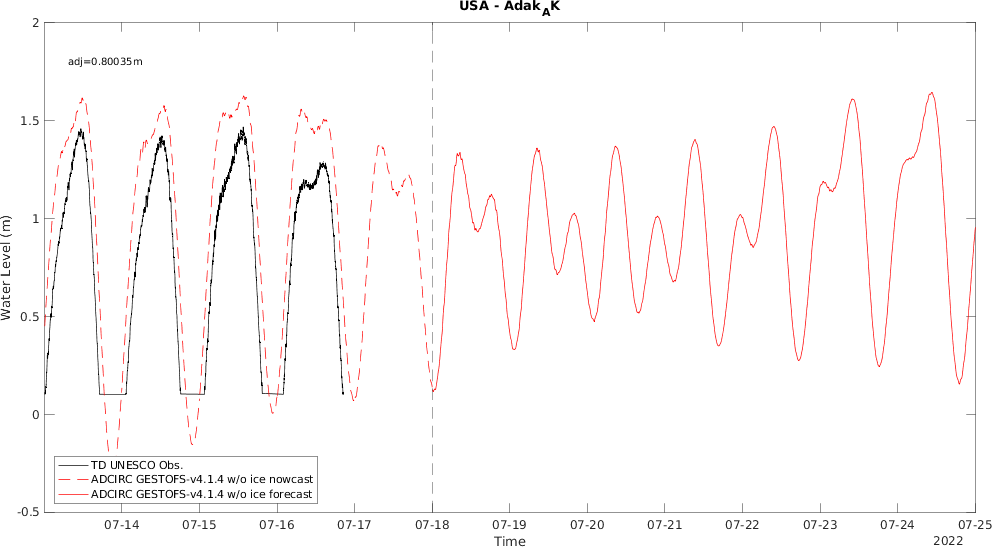 USA - Adak_AK
2
1.5
1
0.5
0
-0.5
Water Level (m)
adj=0.80035m
TD UNESCO Obs.
ADCIRC GESTOFS-v4.1.4 w/o ice nowcast
ADCIRC GESTOFS-v4.1.4 w/o ice forecast
07-14 07-15 07-16 07-17 07-18 07-19 07-20 07-21 07-22 07-23 07-24 07-25
Time
2022